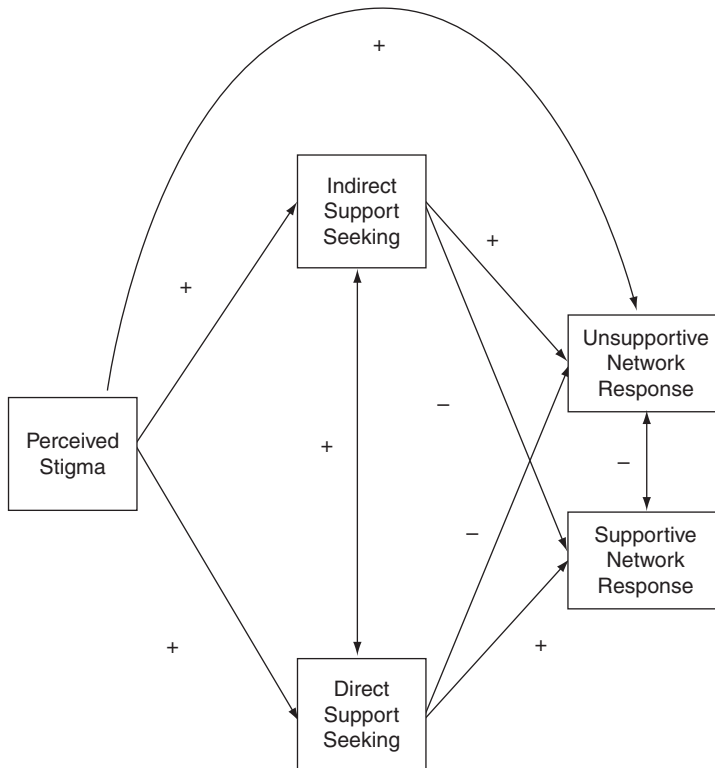 +
Indirect
Support
Seeking
+
+
Unsupportive
Network
Response
–
Perceived
Stigma
+
–
–
Supportive
Network
Response
+
+
Direct
Support
Seeking